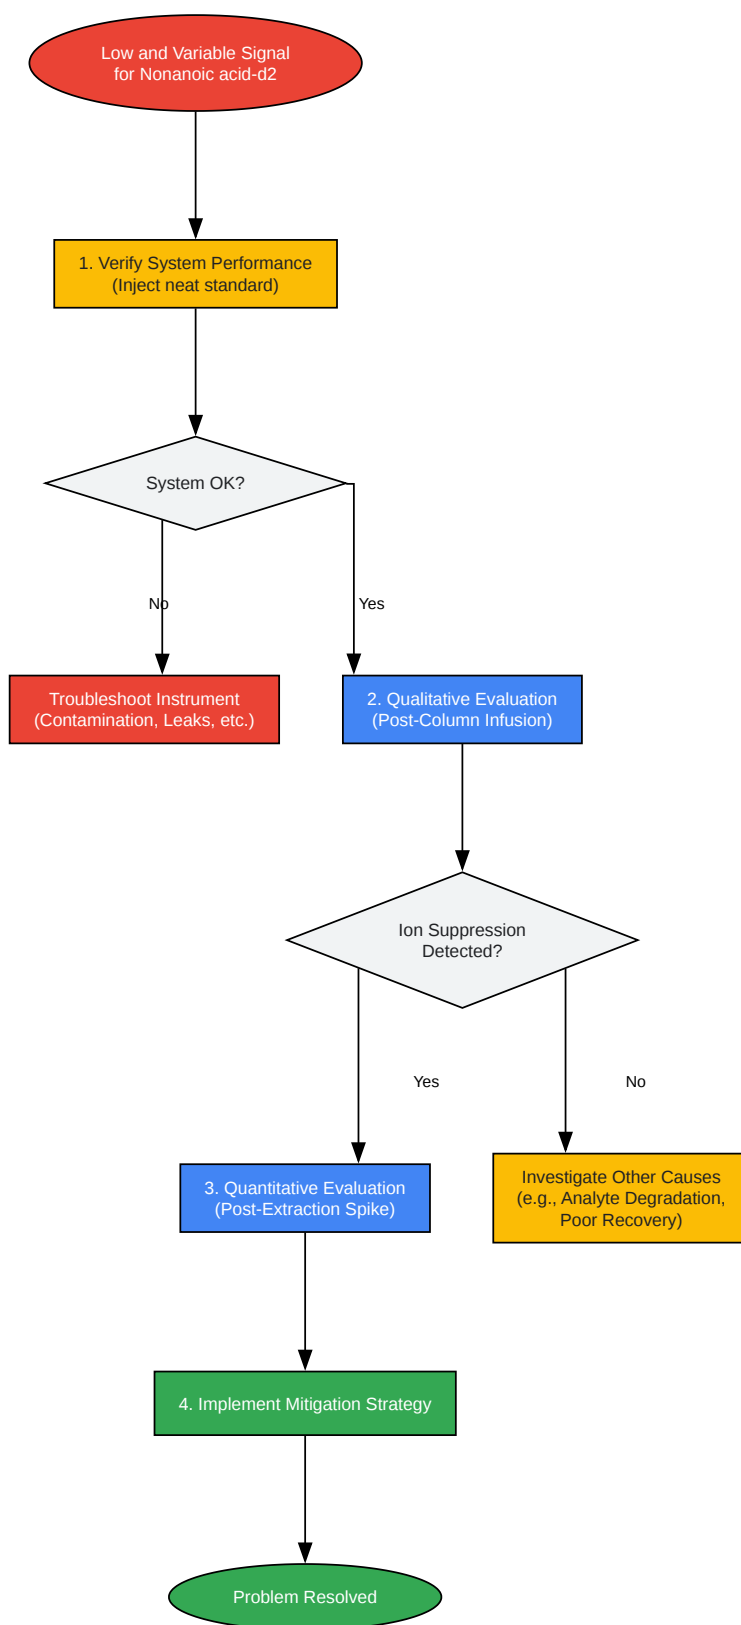 Low and Variable Signal
for Nonanoic acid-d2
1. Verify System Performance
(Inject neat standard)
System OK?
No
Yes
Troubleshoot Instrument
(Contamination, Leaks, etc.)
2. Qualitative Evaluation
(Post-Column Infusion)
Ion Suppression
Detected?
Yes
No
3. Quantitative Evaluation
(Post-Extraction Spike)
Investigate Other Causes
(e.g., Analyte Degradation,
Poor Recovery)
4. Implement Mitigation Strategy
Problem Resolved